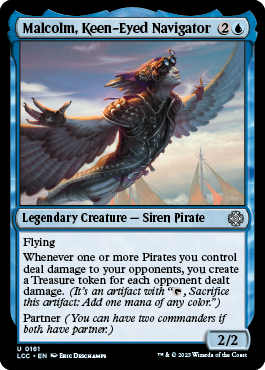 Malcolm, Keen-Eyed Navigator 2
Legendary Creature — Siren Pirate
Flying
Whenever one or more Pirates you control
deal damage to your opponents, you create
a Treasure token for each opponent dealt
damage. (It's an artifact with “, Sacrifice
this artifact: Add one mana of any color.”)
Partner (You can have two commanders if
both have partner.)
2/2
U 0161
LCC • EN Eric Deschamps
™ & © 2023 Wizards of the Coast